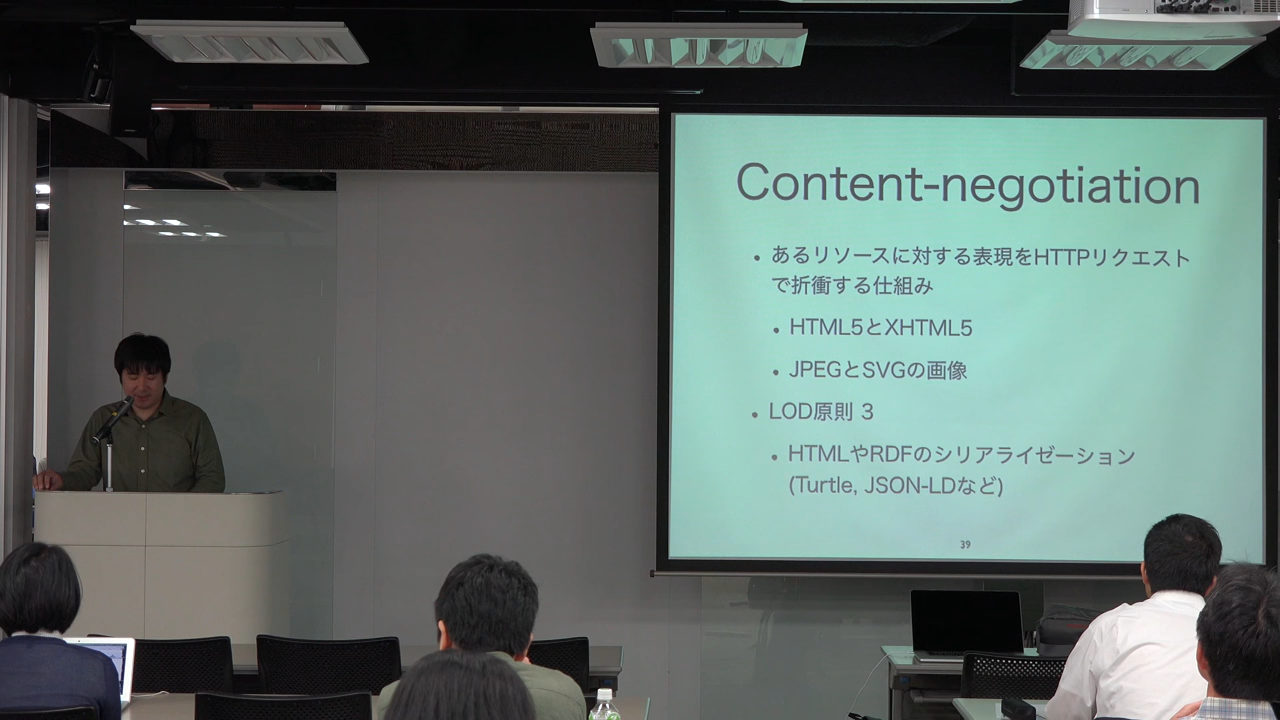 Content-negotiation
• あるリソースに対する表現をHTTPリクエスト
で折衝する仕組み
• HTML5とXHTML5
• JPEGとSVGの画像
• LOD原則 3
• HTMLやRDFのシリアライゼーション
(Turtle, JSON-LDなど)
39